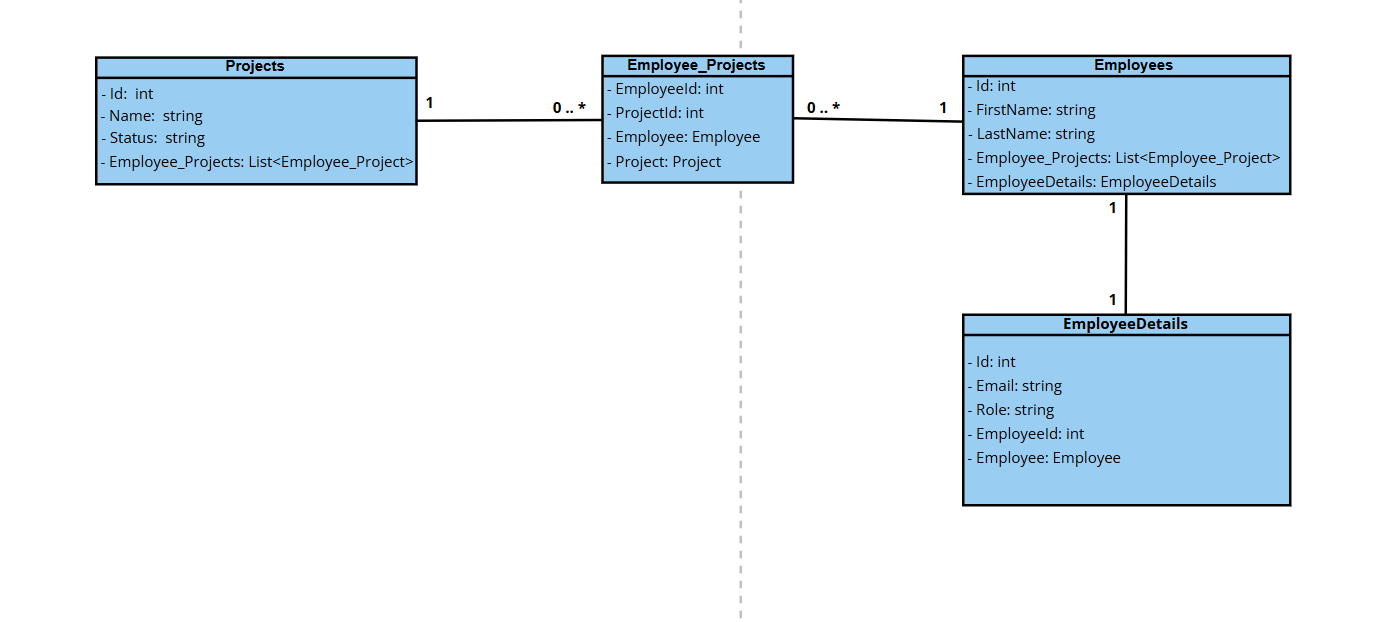 Projects
- Id:  int
- Name:  string
- Status:  string
- Employee_Projects: List<Employee_Project>
1
0 .. *
Employee_Projects
- EmployeeId: int
- ProjectId: int
- Employee: Employee
- Project: Project
0 .. *
1
Employees
- Id: int
- FirstName: string
- LastName: string
- Employee_Projects: List<Employee_Project>
- EmployeeDetails: EmployeeDetails
1
1
EmployeeDetails
- Id: int
- Email: string
- Role: string
- EmployeeId: int
- Employee: Employee